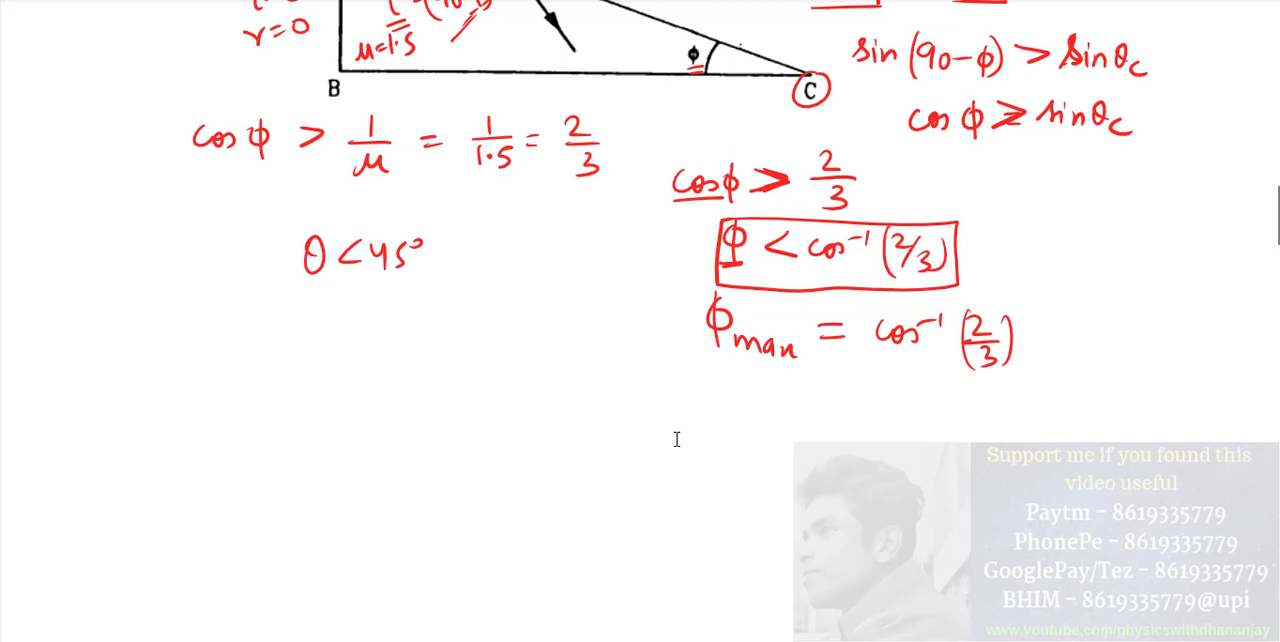 r=0
μ=1.5
φ
B
C
sin (90-φ) > sinθc
cos φ ≥ sinθc
cos φ > 1/μ = 1/1.5 = 2/3
cosφ > 2/3
θ < 45°
φ < cos⁻¹ (2/3)
φmax = cos⁻¹ (2/3)
Support me if you found this
video useful
Paytm - 8619335779
PhonePe - 8619335779
GooglePay/Tez - 8619335779
BHIM - 8619335779@upi
www.youtube.com/physicswithdhananjay